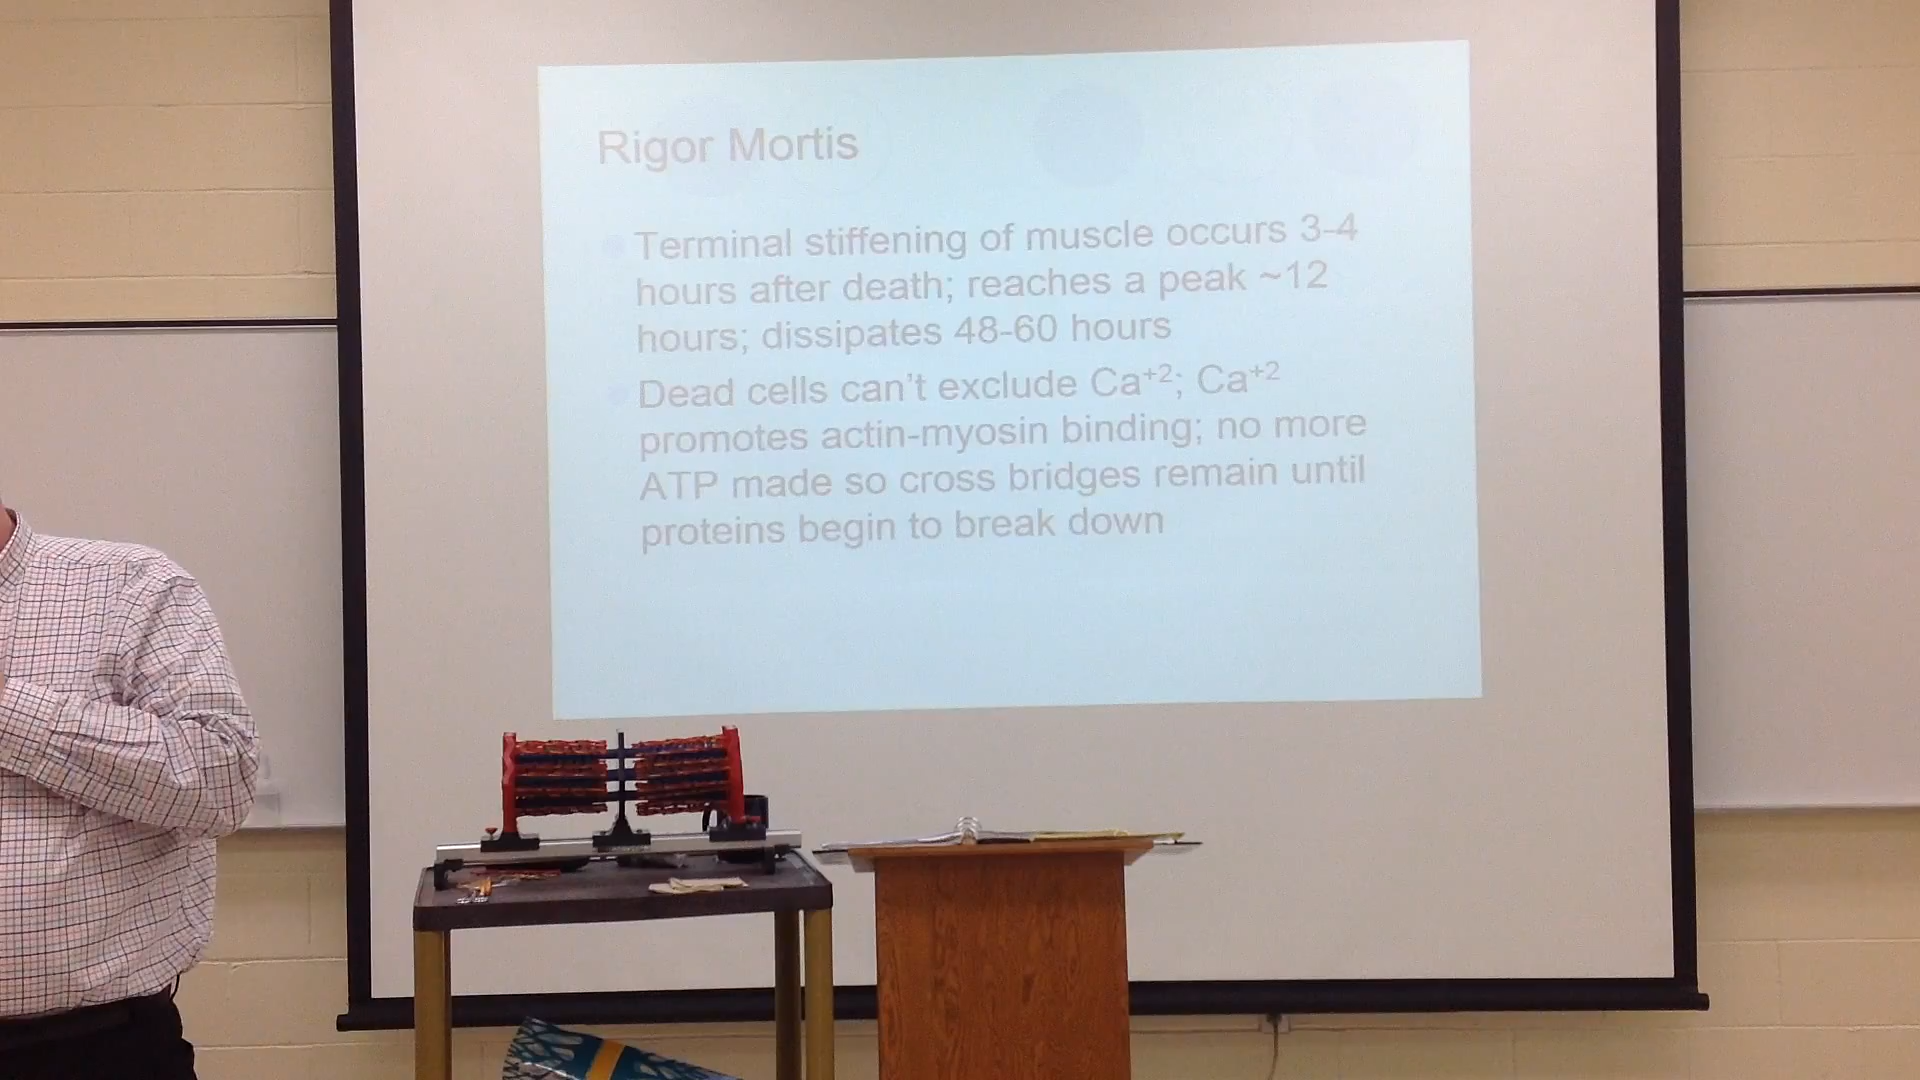 Rigor Mortis
Terminal stiffening of muscle occurs 3-4
hours after death; reaches a peak ~12
hours; dissipates 48-60 hours
Dead cells can't exclude Ca+2; Ca+2
promotes actin-myosin binding; no more
ATP made so cross bridges remain until
proteins begin to break down